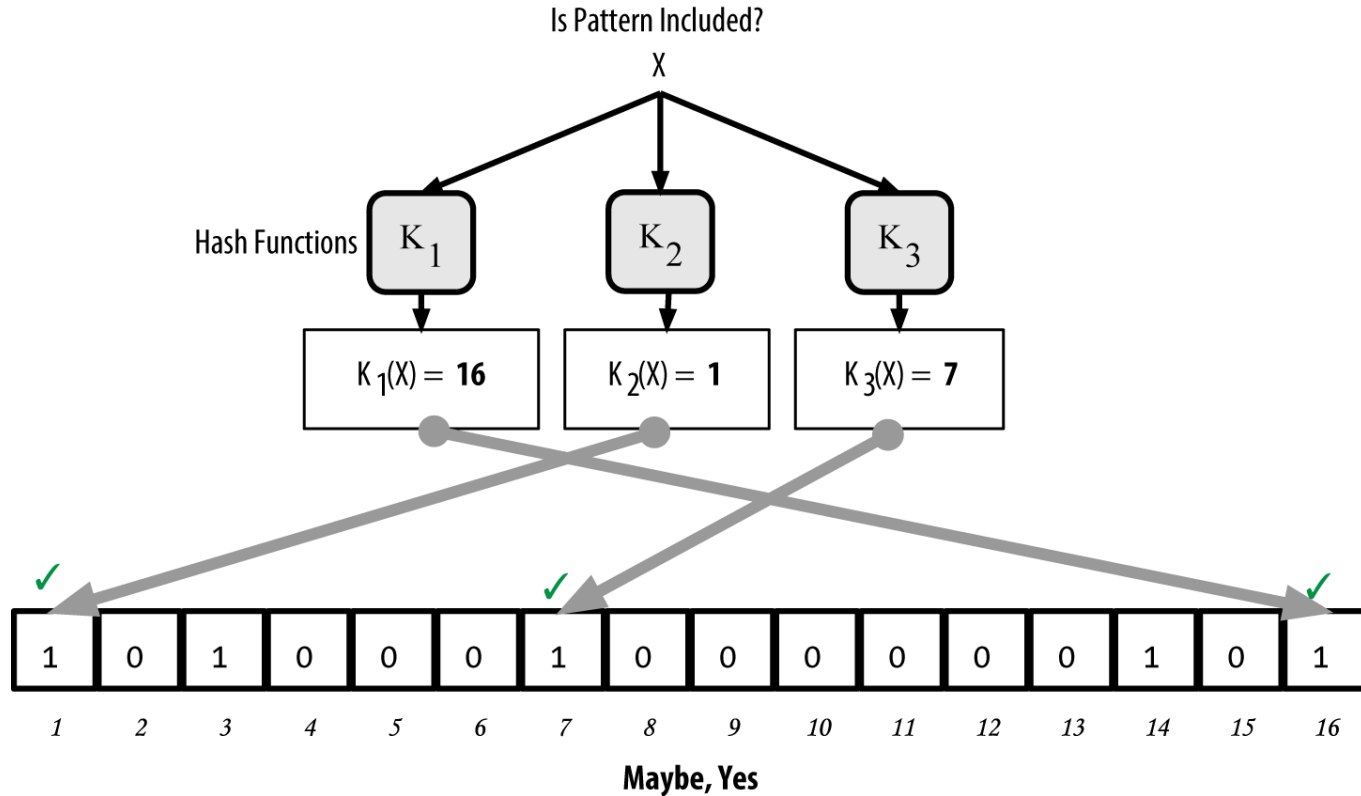 Is Pattern Included?
X
Hash Functions
K1 K2 K3
K1(X) = 16 K2(X) = 1 K3(X) = 7
✓ ✓ ✓
1 0 1 0 0 0 1 0 0 0 0 0 0 1 0 1
1 2 3 4 5 6 7 8 9 10 11 12 13 14 15 16
Maybe, Yes